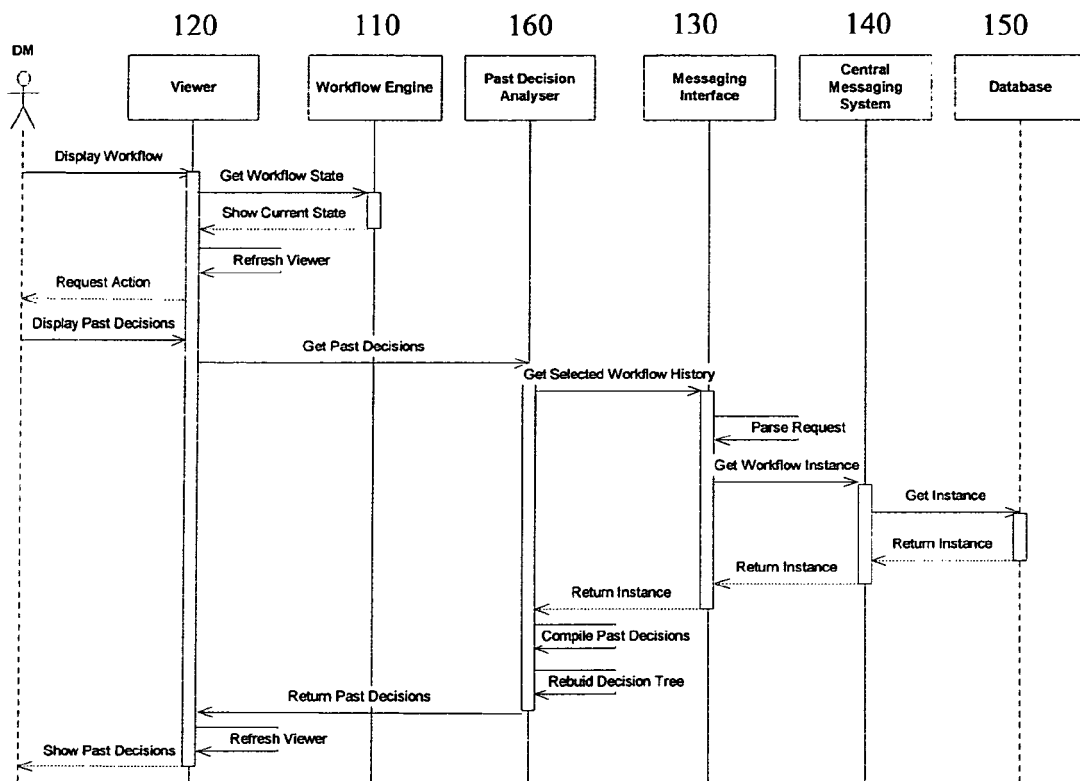 120 110 160 130 140 150
DM
Viewer
Workflow Engine
Past Decision
Analyser
Messaging
Interface
Central
Messaging
System
Database
Display Workflow
Get Workflow State
Show Current State
Refresh Viewer
Request Action
Display Past Decisions
Get Past Decisions
Get Selected Workflow History
Parse Request
Get Workflow Instance
Get Instance
Return Instance
Return Instance
Return Instance
Compile Past Decisions
Rebuid Decision Tree
Return Past Decisions
Refresh Viewer
Show Past Decisions